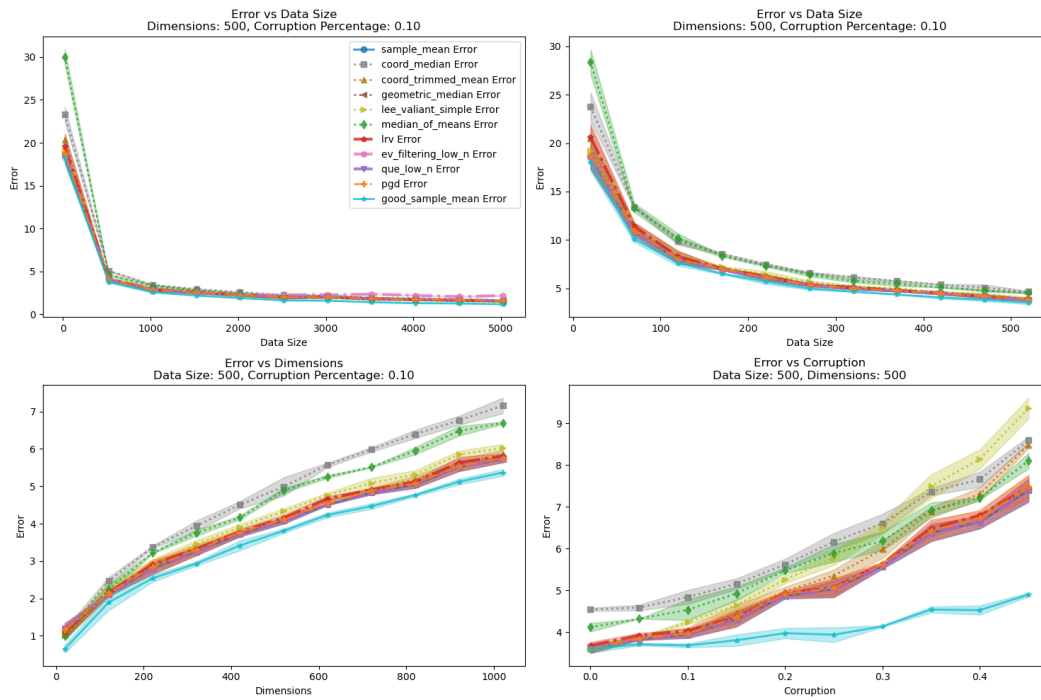 Error vs Data Size
Dimensions: 500, Corruption Percentage: 0.10
Error
30
25
20
15
10
5
0
sample_mean Error
coord_median Error
coord_trimmed_mean Error
geometric_median Error
lee_valiant_simple Error
median_of_means Error
lrv Error
ev_filtering_low_n Error
que_low_n Error
pgd Error
good_sample_mean Error
0 1000 2000 3000 4000 5000
Data Size
Error vs Data Size
Dimensions: 500, Corruption Percentage: 0.10
Error
30
25
20
15
10
5
0 100 200 300 400 500
Data Size
Error vs Dimensions
Data Size: 500, Corruption Percentage: 0.10
Error
7
6
5
4
3
2
1
0 200 400 600 800 1000
Dimensions
Error vs Corruption
Data Size: 500, Dimensions: 500
Error
9
8
7
6
5
4
0.0 0.1 0.2 0.3 0.4
Corruption